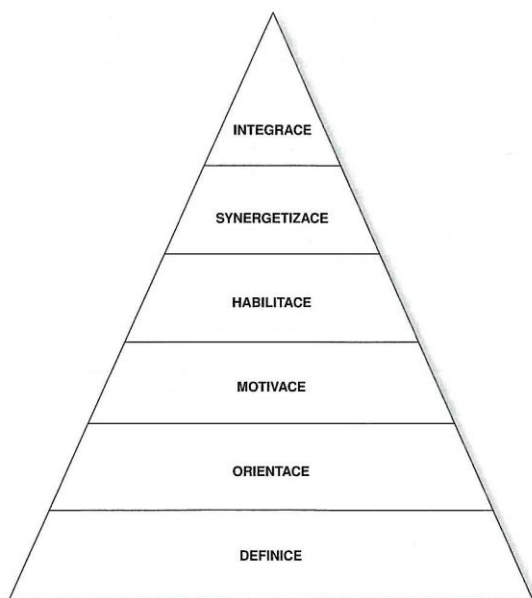 INTEGRACE
SYNERGETIZACE
HABILITACE
MOTIVACE
ORIENTACE
DEFINICE